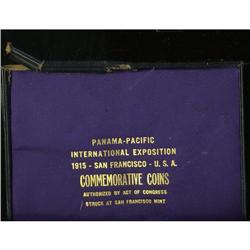 PANAMA-PACIFIC
INTERNATIONAL EXPOSITION
1915 - SAN FRANCISCO - U. S. A.
COMMEMORATIVE COINS
AUTHORIZED BY ACT OF CONGRESS
STRUCK AT SAN FRANCISCO MINT